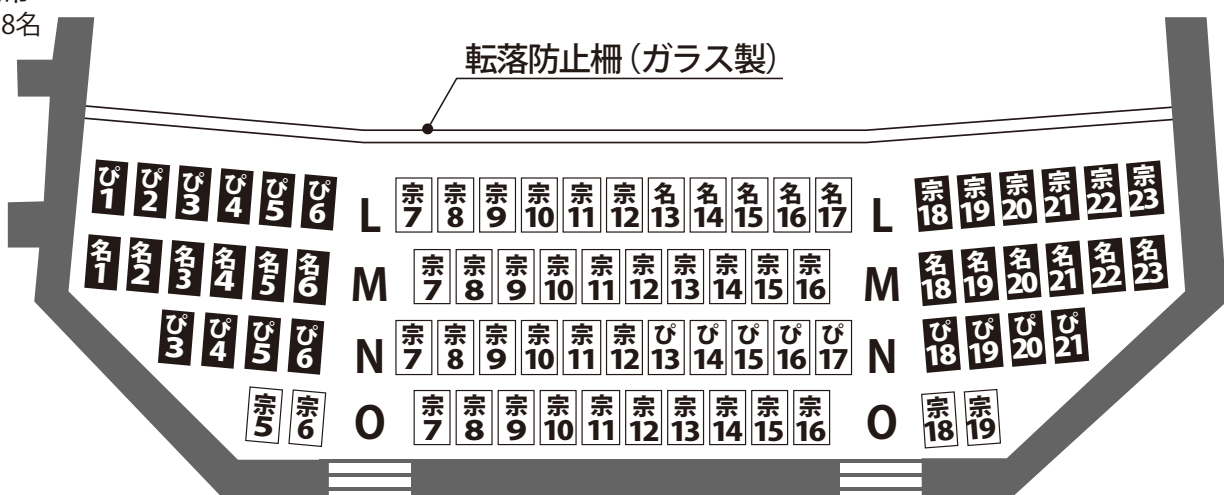 8名
転落防止柵（ガラス製）
ぴ1 ぴ2 ぴ3 ぴ4 ぴ5 ぴ6 L 宗7 宗8 宗9 宗10 宗11 宗12 名13 名14 名15 名16 名17 L 宗18 宗19 宗20 宗21 宗22 宗23
名1 名2 名3 名4 名5 名6 M 宗7 宗8 宗9 宗10 宗11 宗12 宗13 宗14 宗15 宗16 M 名18 名19 名20 名21 名22 名23
ぴ3 ぴ4 ぴ5 ぴ6 N 宗7 宗8 宗9 宗10 宗11 宗12 ぴ13 ぴ14 ぴ15 ぴ16 ぴ17 N ぴ18 ぴ19 ぴ20 ぴ21
宗5 宗6 O 宗7 宗8 宗9 宗10 宗11 宗12 宗13 宗14 宗15 宗16 O 宗18 宗19